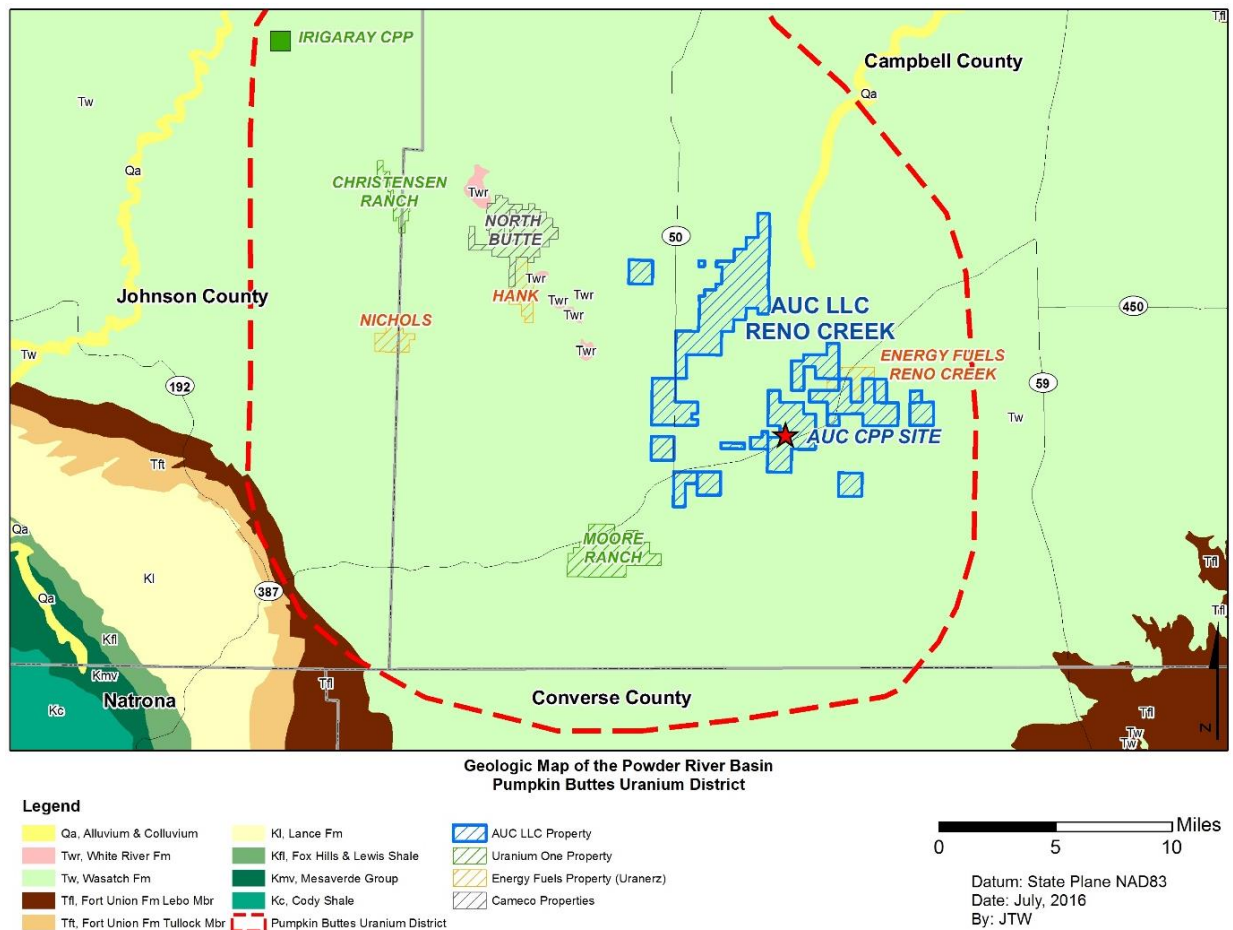 IRIGARAY CPP
Tfl
Campbell County
Tw
Qa
Qa
CHRISTENSEN
RANCH
Twr
NORTH
BUTTE
50
Johnson County
HANK
Twr
Twr
Twr
Twr
AUC LLC
RENO CREEK
450
NICHOLS
Twr
Tw
ENERGY FUELS
RENO CREEK
192
59
Tw
AUC CPP SITE
Tft
Qa
MOORE
RANCH
Kl
387
Tfl
Qa
Tfl
Kfl
Kmv
Natrona
Tfl
Converse County
Kc
Tfl
Tw
Tw
N
Geologic Map of the Powder River Basin
Pumpkin Buttes Uranium District
Legend
Qa, Alluvium & Colluvium
Twr, White River Fm
Tw, Wasatch Fm
Tfl, Fort Union Fm Lebo Mbr
Tft, Fort Union Fm Tullock Mbr
Kl, Lance Fm
Kfl, Fox Hills & Lewis Shale
Kmv, Mesaverde Group
Kc, Cody Shale
Pumpkin Buttes Uranium District
AUC LLC Property
Uranium One Property
Energy Fuels Property (Uranerz)
Cameco Properties
Miles
0 5 10
Datum: State Plane NAD83
Date: July, 2016
By: JTW